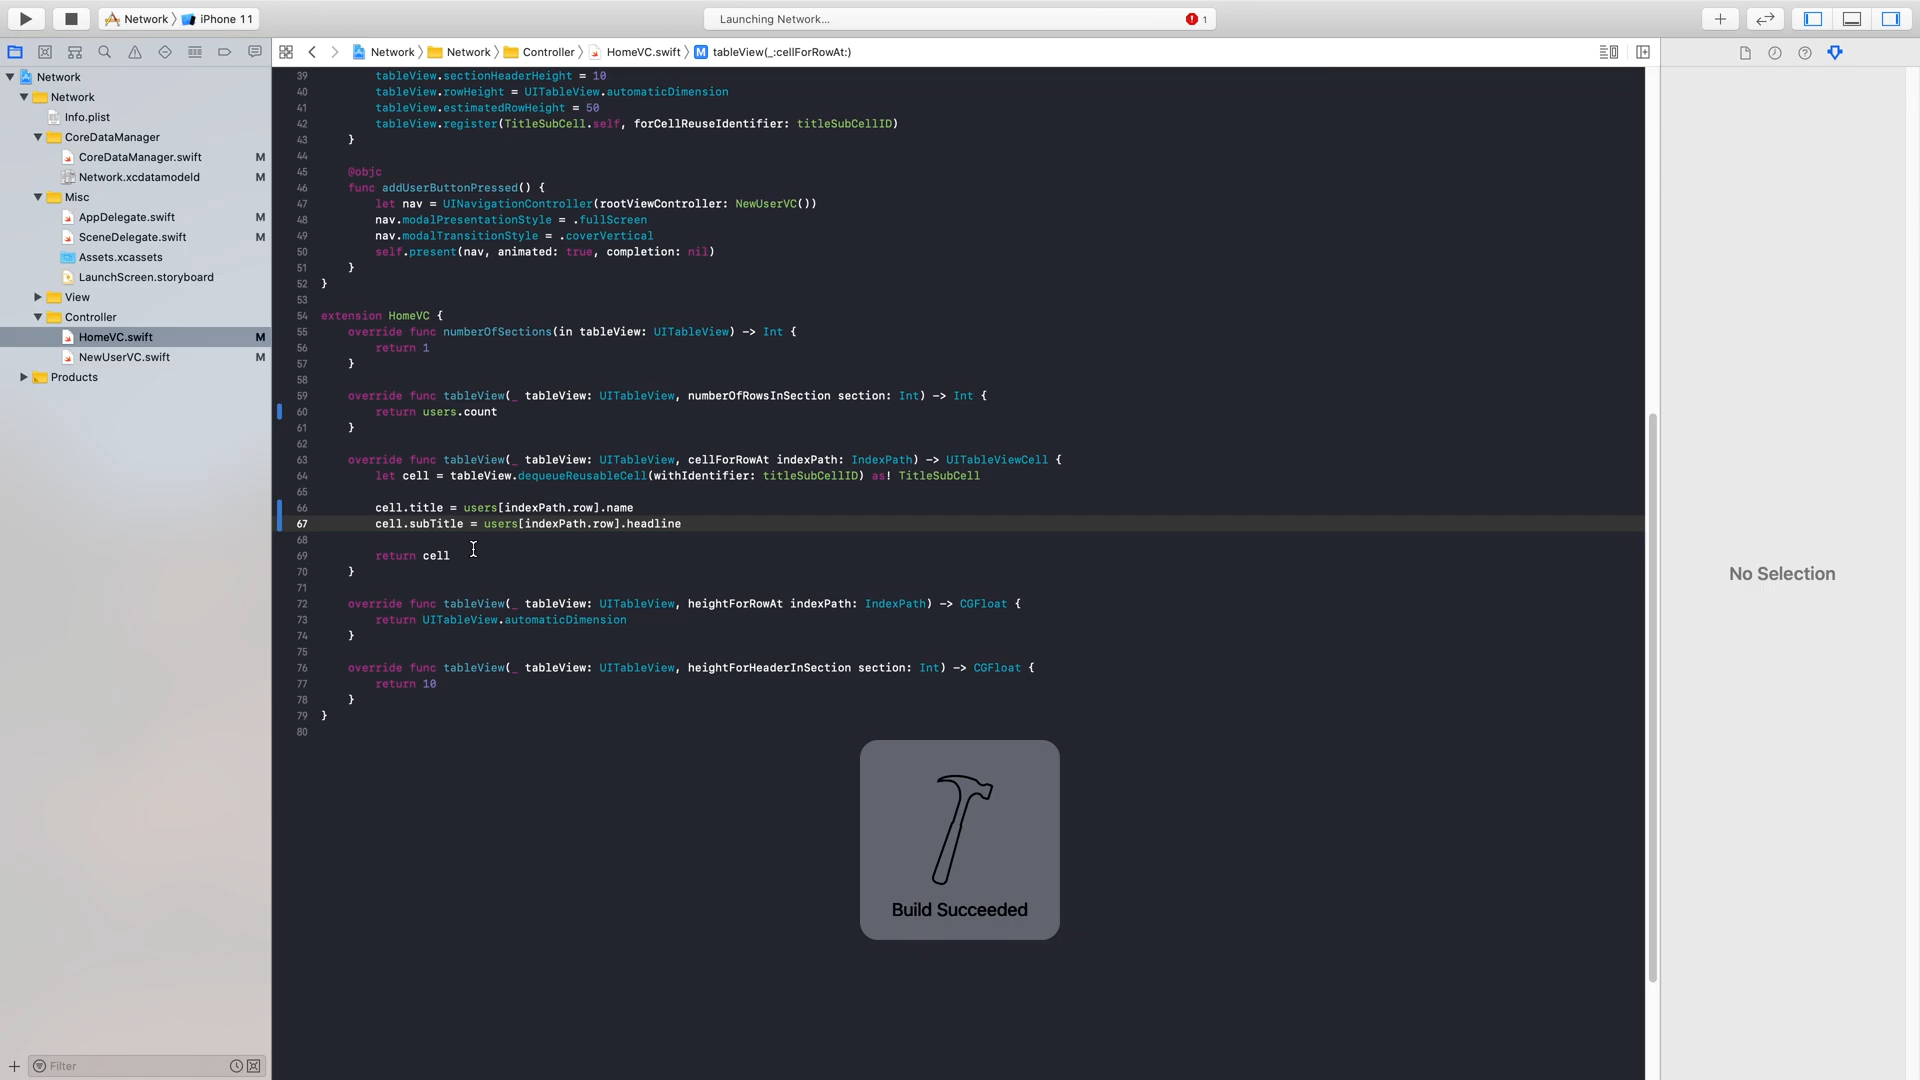 Network 〉 iPhone 11
Launching Network…
1
Network 〉 Network 〉 Controller 〉 HomeVC.swift 〉 M tableView(_:cellForRowAt:)
Network
Network
Info.plist
CoreDataManager
CoreDataManager.swift M
Network.xcdatamodeld M
Misc
AppDelegate.swift M
SceneDelegate.swift M
Assets.xcassets
LaunchScreen.storyboard
View
Controller
HomeVC.swift M
NewUserVC.swift M
Products
Filter
39 tableView.sectionHeaderHeight = 10
40 tableView.rowHeight = UITableView.automaticDimension
41 tableView.estimatedRowHeight = 50
42 tableView.register(TitleSubCell.self, forCellReuseIdentifier: titleSubCellID)
43 }
44
45 @objc
46 func addUserButtonPressed() {
47 let nav = UINavigationController(rootViewController: NewUserVC())
48 nav.modalPresentationStyle = .fullScreen
49 nav.modalTransitionStyle = .coverVertical
50 self.present(nav, animated: true, completion: nil)
51 }
52 }
53
54 extension HomeVC {
55 override func numberOfSections(in tableView: UITableView) -> Int {
56 return 1
57 }
58
59 override func tableView(_ tableView: UITableView, numberOfRowsInSection section: Int) -> Int {
60 return users.count
61 }
62
63 override func tableView(_ tableView: UITableView, cellForRowAt indexPath: IndexPath) -> UITableViewCell {
64 let cell = tableView.dequeueReusableCell(withIdentifier: titleSubCellID) as! TitleSubCell
65
66 cell.title = users[indexPath.row].name
67 cell.subTitle = users[indexPath.row].headline
68
69 return cell
70 }
71
72 override func tableView(_ tableView: UITableView, heightForRowAt indexPath: IndexPath) -> CGFloat {
73 return UITableView.automaticDimension
74 }
75
76 override func tableView(_ tableView: UITableView, heightForHeaderInSection section: Int) -> CGFloat {
77 return 10
78 }
79 }
80
Build Succeeded
No Selection